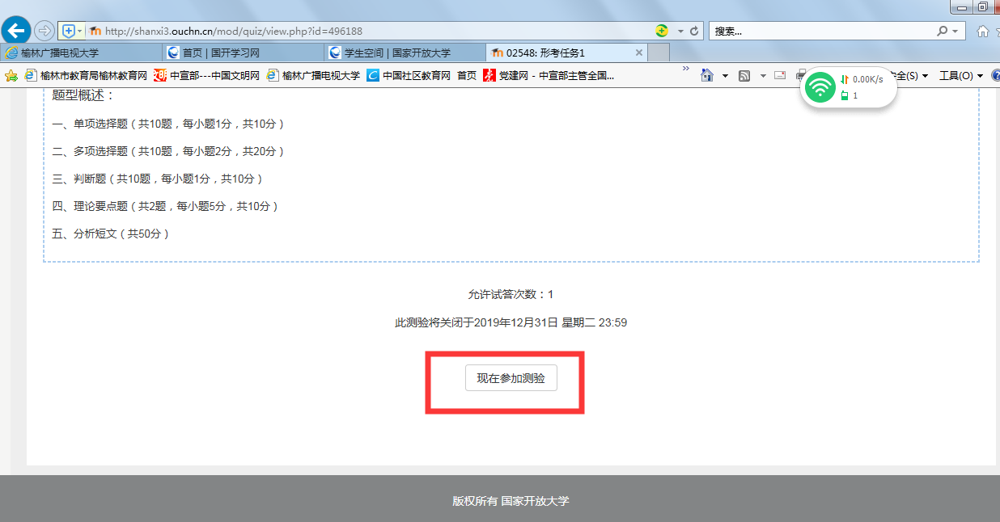 http://shanxi3.ouchn.cn/mod/quiz/view.php?id=496188
搜索...
榆林广播电视大学
首页 | 国开学习网
学生空间 | 国家开放大学
02548: 形考任务1
榆林市教育局榆林教育网
中宣部---中国文明网
榆林广播电视大学
中国社区教育网
首页
党建网 - 中宣部主管全国...
全(S)
工具(O)
0.00K/s
1
题型概述：
一、单项选择题（共10题，每小题1分，共10分）
二、多项选择题（共10题，每小题2分，共20分）
三、判断题（共10题，每小题1分，共10分）
四、理论要点题（共2题，每小题5分，共10分）
五、分析短文（共50分）
允许试答次数：1
此测验将关闭于2019年12月31日 星期二 23:59
现在参加测验
版权所有 国家开放大学